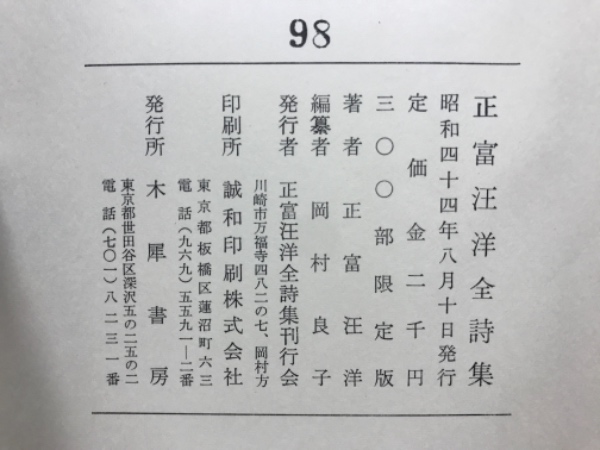 98
正富汪洋全詩集
昭和四十四年八月十日発行
定価金二千円
三〇〇部限定版
著者 正富汪洋
編纂者 岡村良子
発行者 正富汪洋全詩集刊行会
川崎市万福寺四八二の七、岡村方
印刷所 誠和印刷株式会社
東京都板橋区蓮沼町六三
電話(九六九)五五九一―二番
発行所 木犀書房
東京都世田谷区深沢五の二五の二
電話(七〇一)八二三一番